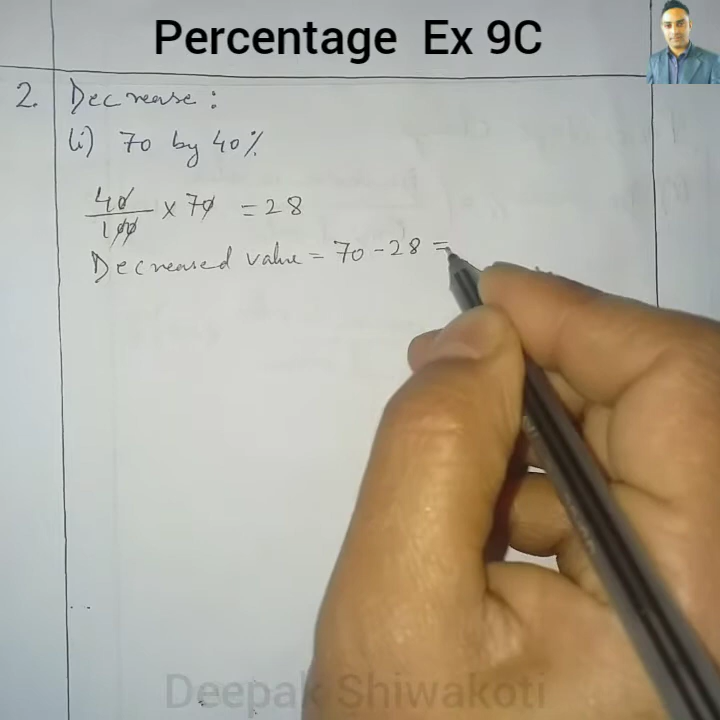 Percentage Ex 9C
2. Decrease:
(i) 70 by 40%
40/100 × 70 = 28
Decreased value = 70 - 28 =
Deepak Shiwakoti